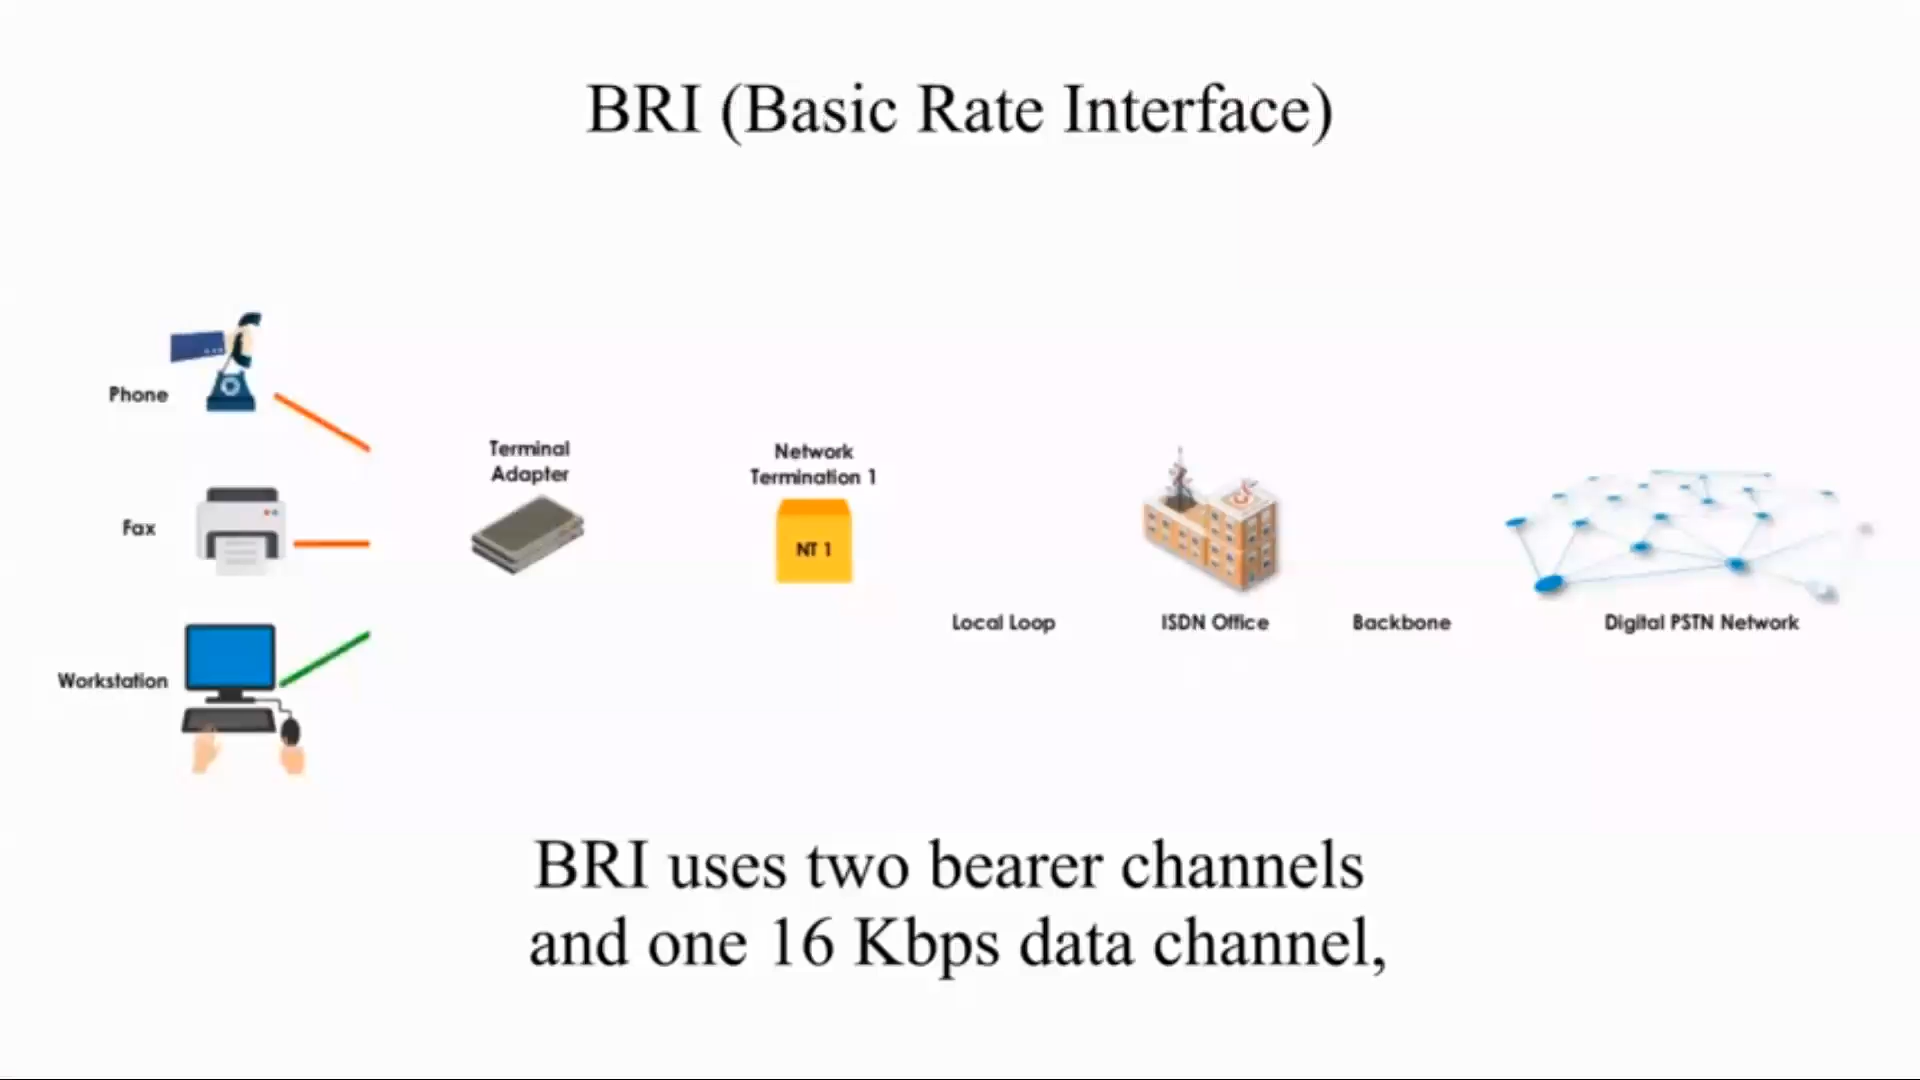 BRI (Basic Rate Interface)
Phone
Terminal
Adapter
Network
Termination 1
Fax
NT 1
Local Loop
ISDN Office
Backbone
Digital PSTN Network
Workstation
BRI uses two bearer channels
and one 16 Kbps data channel,